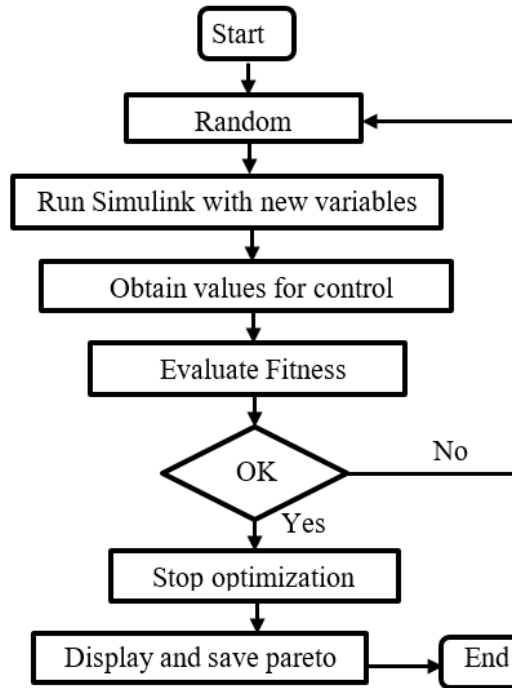 Start
Random
Run Simulink with new variables
Obtain values for control
Evaluate Fitness
OK
No
Yes
Stop optimization
Display and save pareto
End